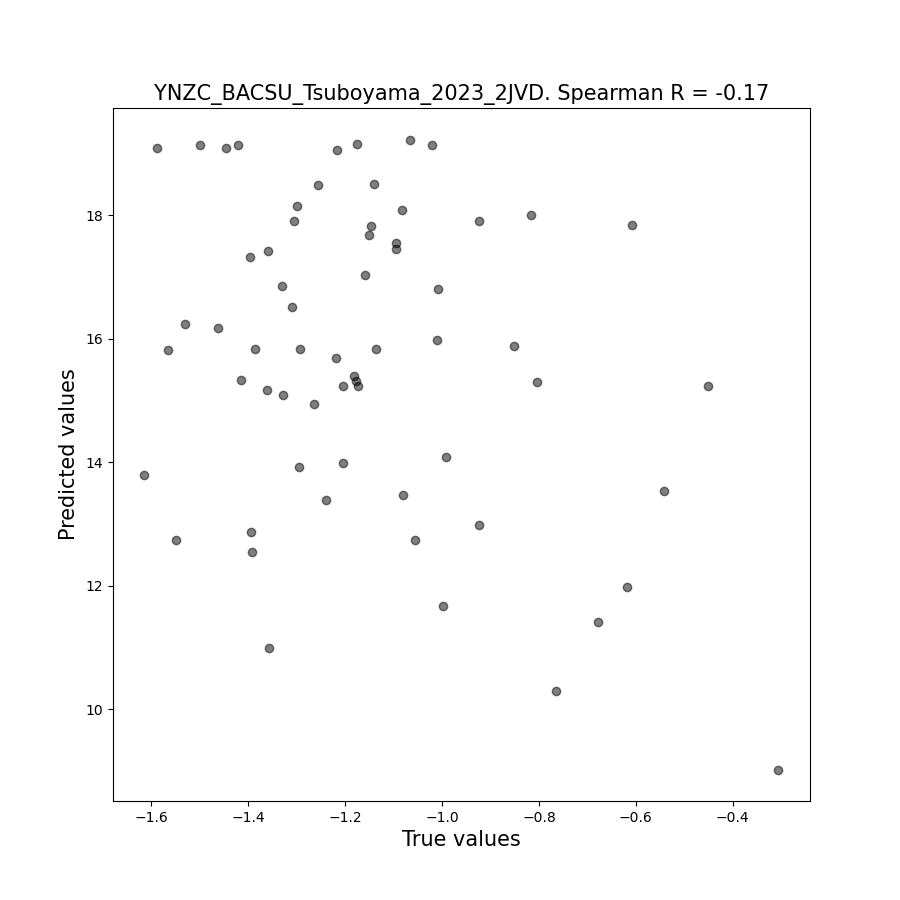 YNZC_BACSU_Tsuboyama_2023_2JVD. Spearman R = -0.17
18
16
14
12
10
Predicted values
−1.6 −1.4 −1.2 −1.0 −0.8 −0.6 −0.4
True values